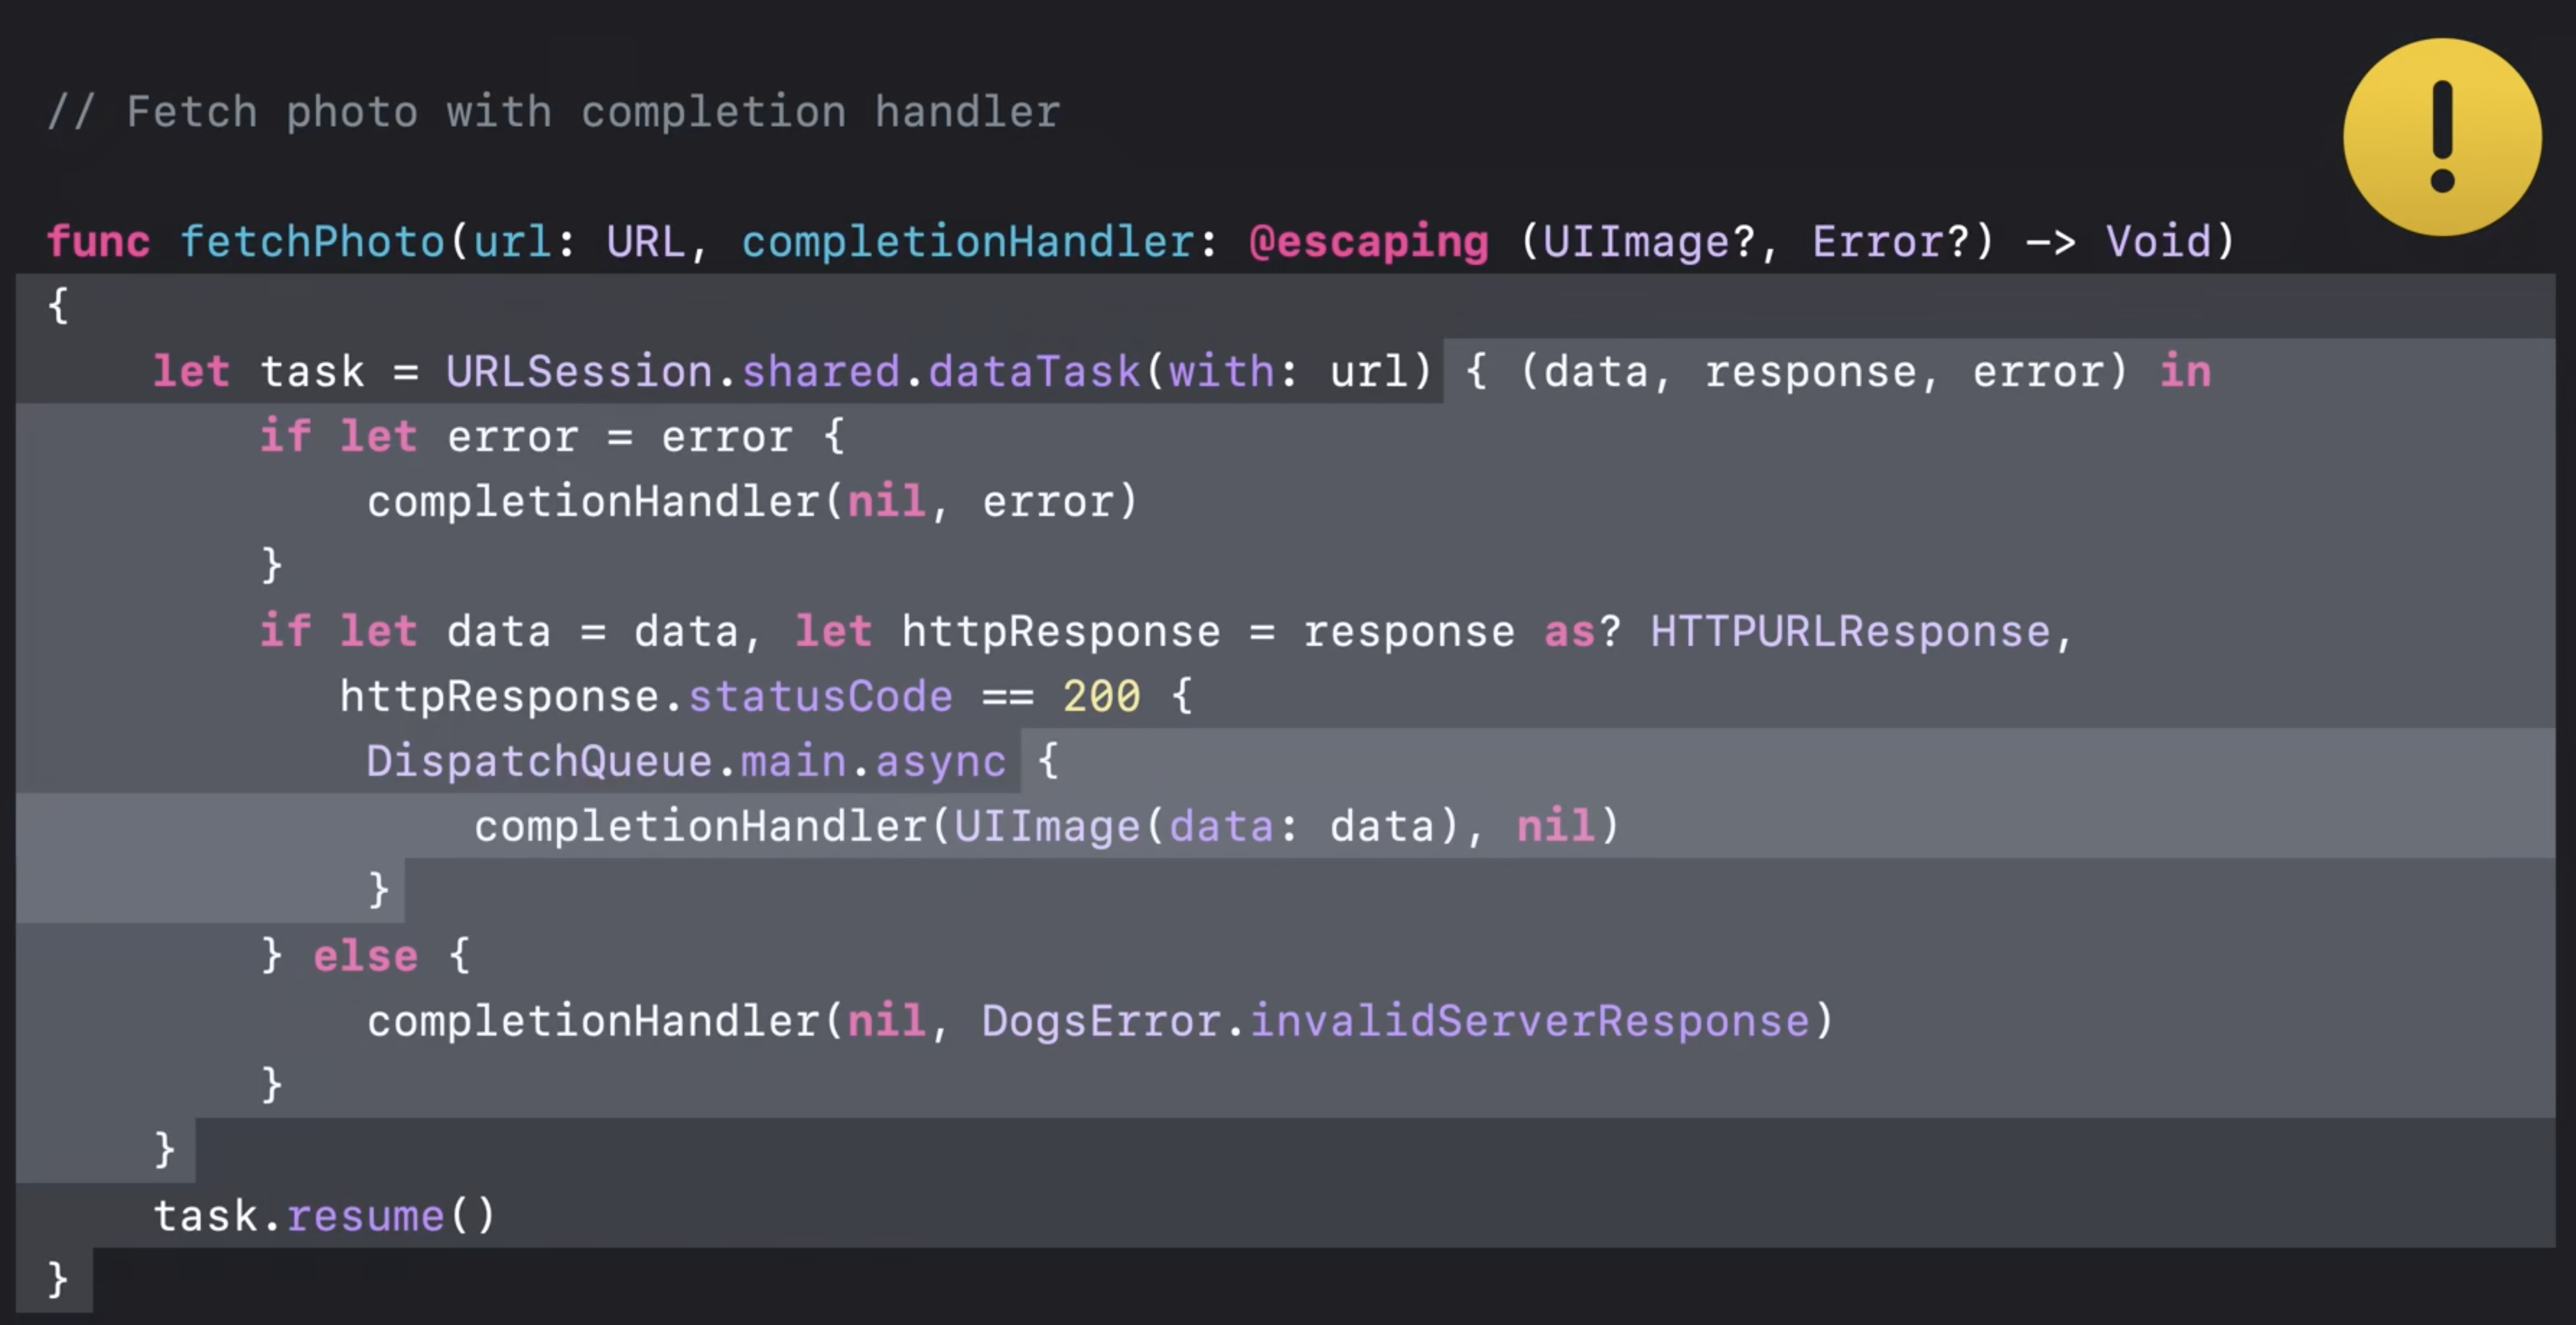 // Fetch photo with completion handler
func fetchPhoto(url: URL, completionHandler: @escaping (UIImage?, Error?) -> Void)
{
    let task = URLSession.shared.dataTask(with: url) { (data, response, error) in
        if let error = error {
            completionHandler(nil, error)
        }
        if let data = data, let httpResponse = response as? HTTPURLResponse,
           httpResponse.statusCode == 200 {
            DispatchQueue.main.async {
                completionHandler(UIImage(data: data), nil)
            }
        } else {
            completionHandler(nil, DogsError.invalidServerResponse)
        }
    }
    task.resume()
}